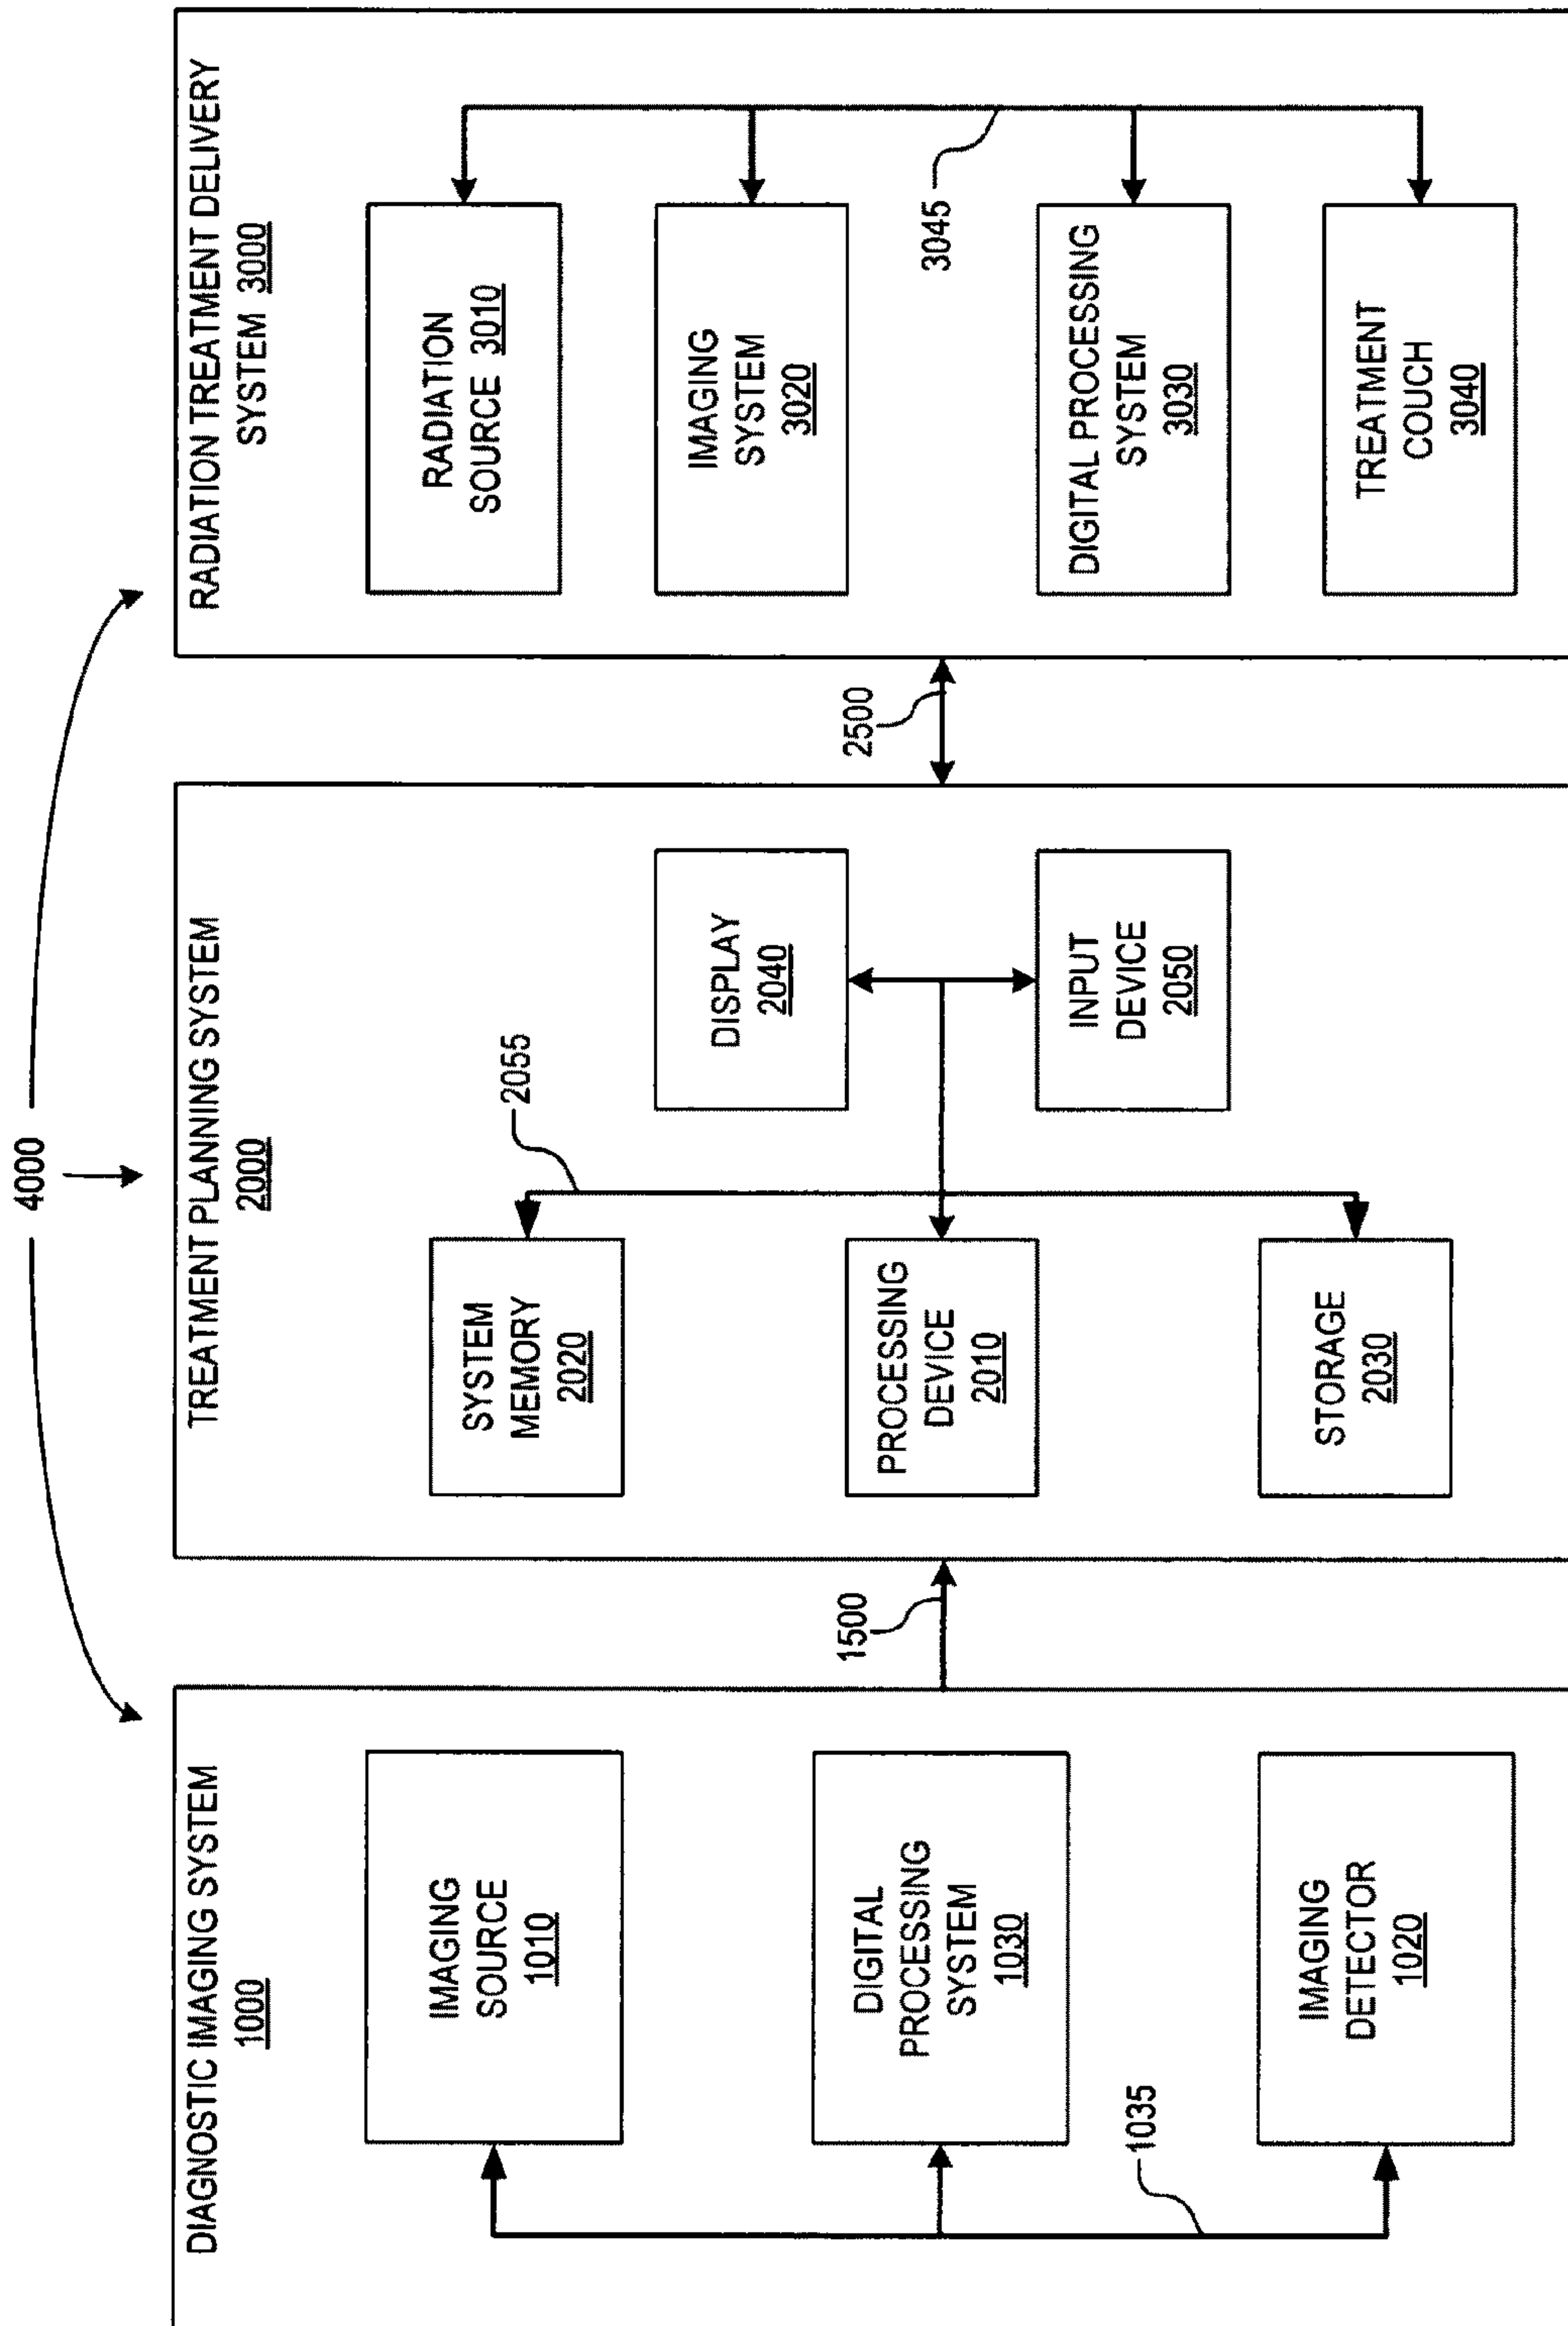 4000
DIAGNOSTIC IMAGING SYSTEM
1000
IMAGING
SOURCE
1010
DIGITAL
PROCESSING
SYSTEM
1030
IMAGING
DETECTOR
1020
1035
1500
TREATMENT PLANNING SYSTEM
2000
SYSTEM
MEMORY
2020
2055
PROCESSING
DEVICE
2010
STORAGE
2030
DISPLAY
2040
INPUT
DEVICE
2050
2500
RADIATION TREATMENT DELIVERY
SYSTEM 3000
RADIATION
SOURCE 3010
IMAGING
SYSTEM
3020
3045
DIGITAL PROCESSING
SYSTEM
3030
TREATMENT
COUCH
3040